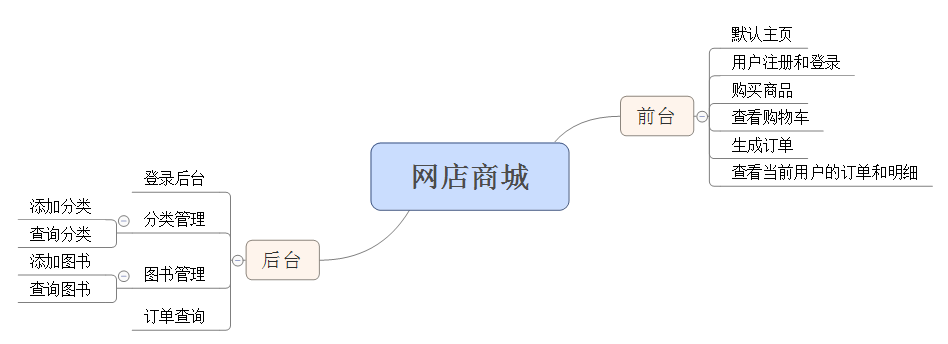 网店商城
前台
默认主页
用户注册和登录
购买商品
查看购物车
生成订单
查看当前用户的订单和明细
后台
登录后台
分类管理
添加分类
查询分类
图书管理
添加图书
查询图书
订单查询